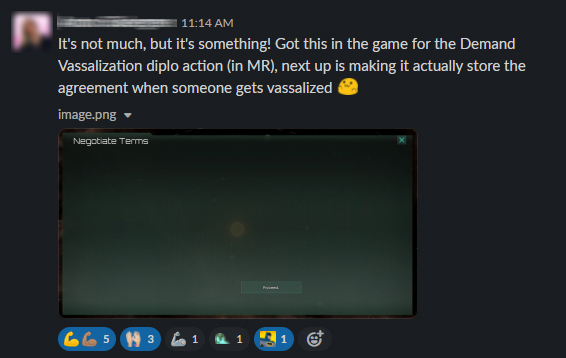 11:14 AM
It's not much, but it's something! Got this in the game for the Demand
Vassalization diplo action (in MR), next up is making it actually store the
agreement when someone gets vassalized
image.png
Negotiate Terms
Proceed
5 3 1 1 1